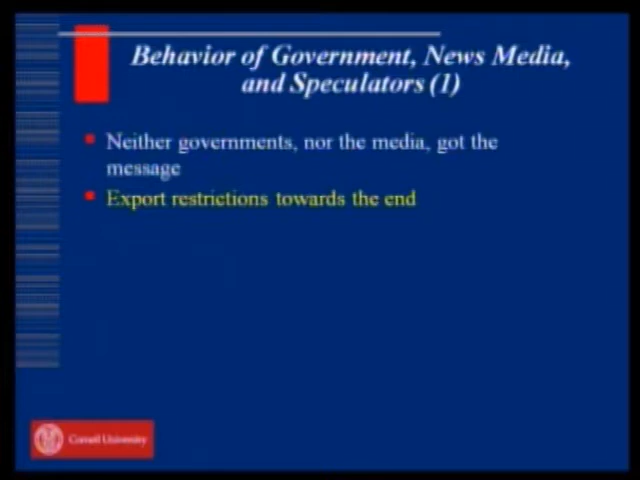 Behavior of Government, News Media,
and Speculators (1)
Neither governments, nor the media, got the
message
Export restrictions towards the end
Cornell University